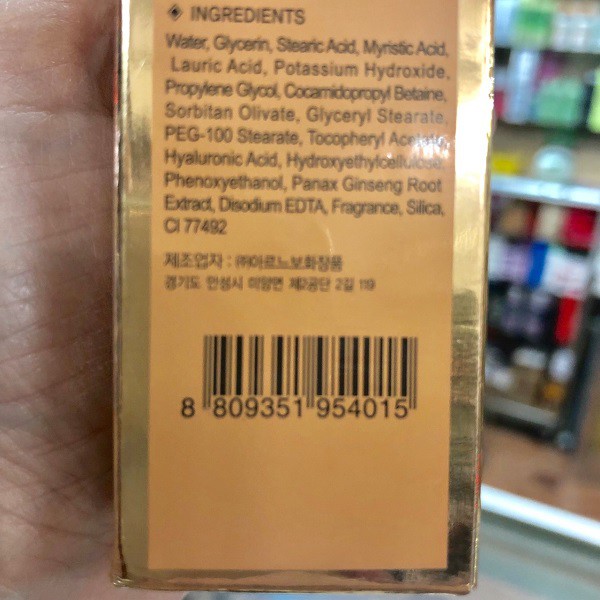 ◈ INGREDIENTS
Water, Glycerin, Stearic Acid, Myristic Acid,
Lauric Acid, Potassium Hydroxide,
Propylene Glycol, Cocamidopropyl Betaine,
Sorbitan Olivate, Glyceryl Stearate,
PEG-100 Stearate, Tocopheryl Acetate,
Hyaluronic Acid, Hydroxyethylcellulose,
Phenoxyethanol, Panax Ginseng Root
Extract, Disodium EDTA, Fragrance, Silica,
CI 77492
제조업자 : ㈜아르느보화장품
경기도 안성시 미양면 제2공단 2길 119
8 809351 954015